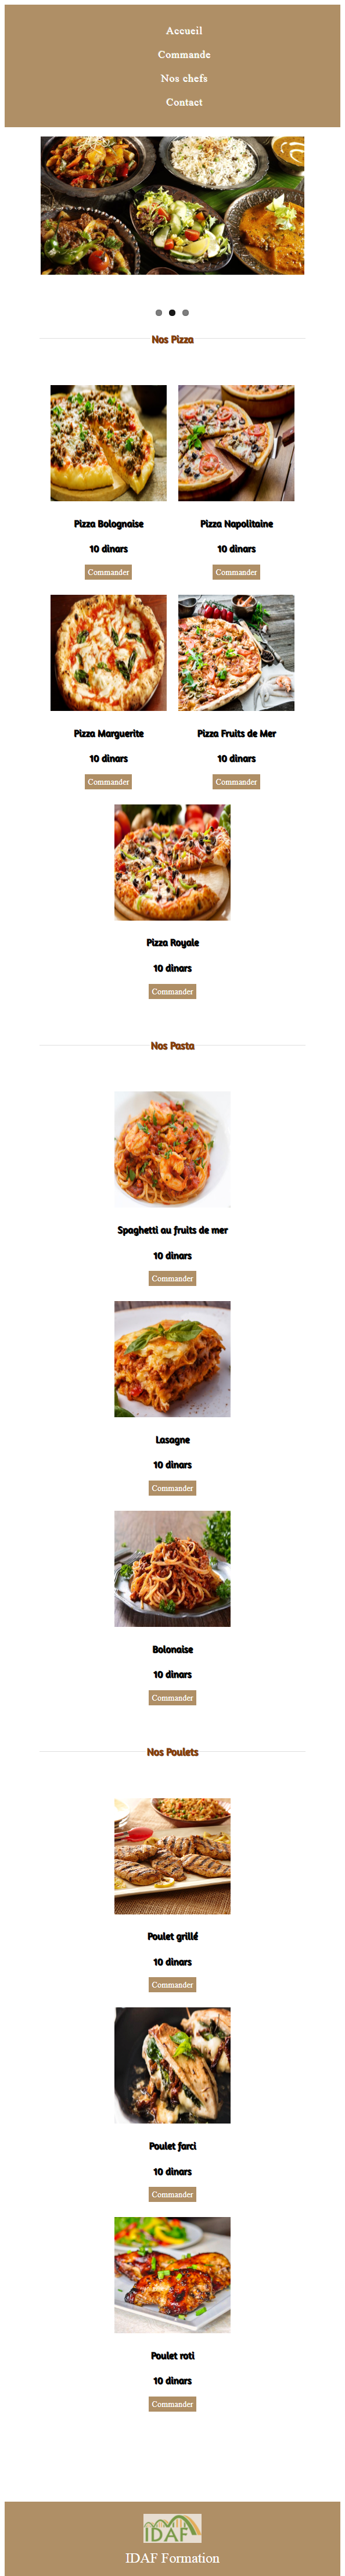 Accueil
Commande
Nos chefs
Contact
Nos Pizza
Pizza Bolognaise
10 dinars
Commander
Pizza Napolitaine
10 dinars
Commander
Pizza Marguerite
10 dinars
Commander
Pizza Fruits de Mer
10 dinars
Commander
Pizza Royale
10 dinars
Commander
Nos Pasta
Spaghetti au fruits de mer
10 dinars
Commander
Lasagne
10 dinars
Commander
Bolonaise
10 dinars
Commander
Nos Poulets
Poulet grillé
10 dinars
Commander
Poulet farci
10 dinars
Commander
Poulet roti
10 dinars
Commander
IDAF
IDAF Formation